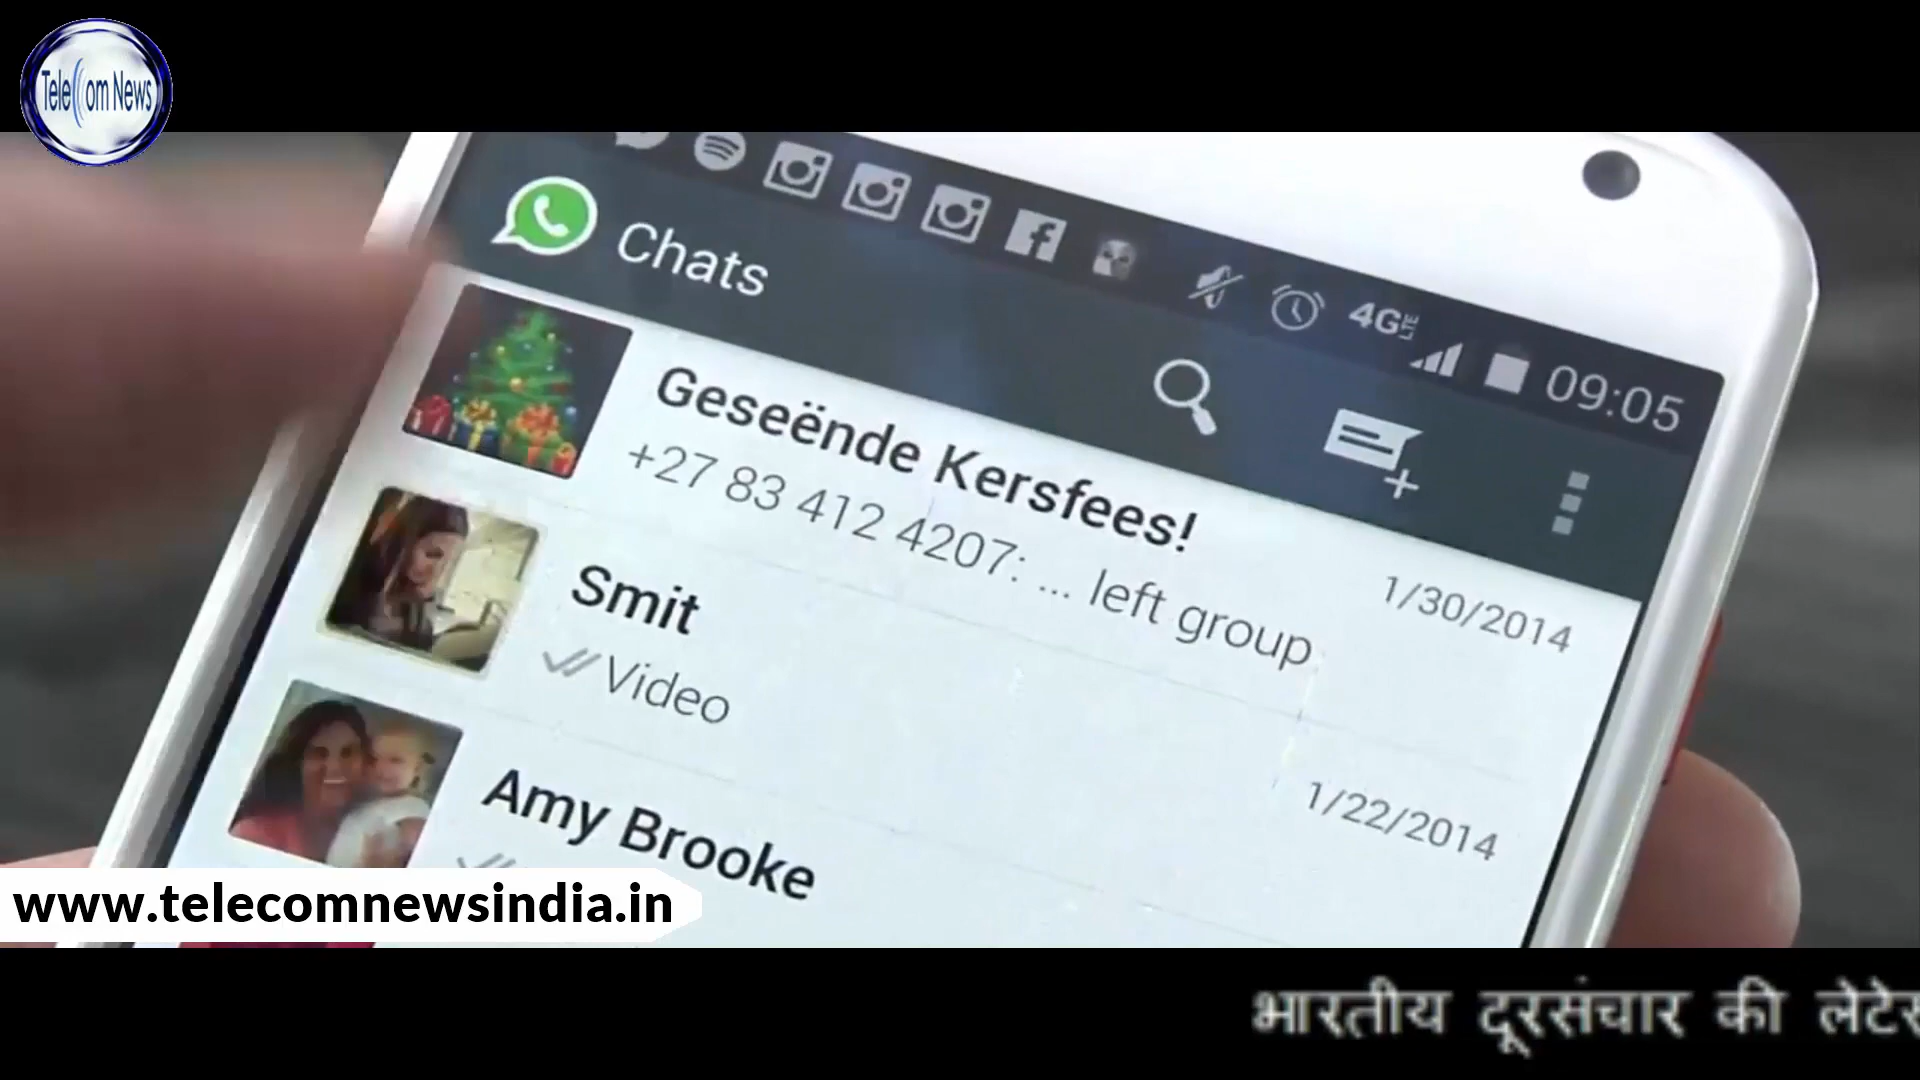 Tele(om News
Chats
4G LTE
09:05
Geseënde Kersfees!
+27 83 412 4207: ... left group
1/30/2014
Smit
Video
1/22/2014
Amy Brooke
www.telecomnewsindia.in
भारतीय दूरसंचार की